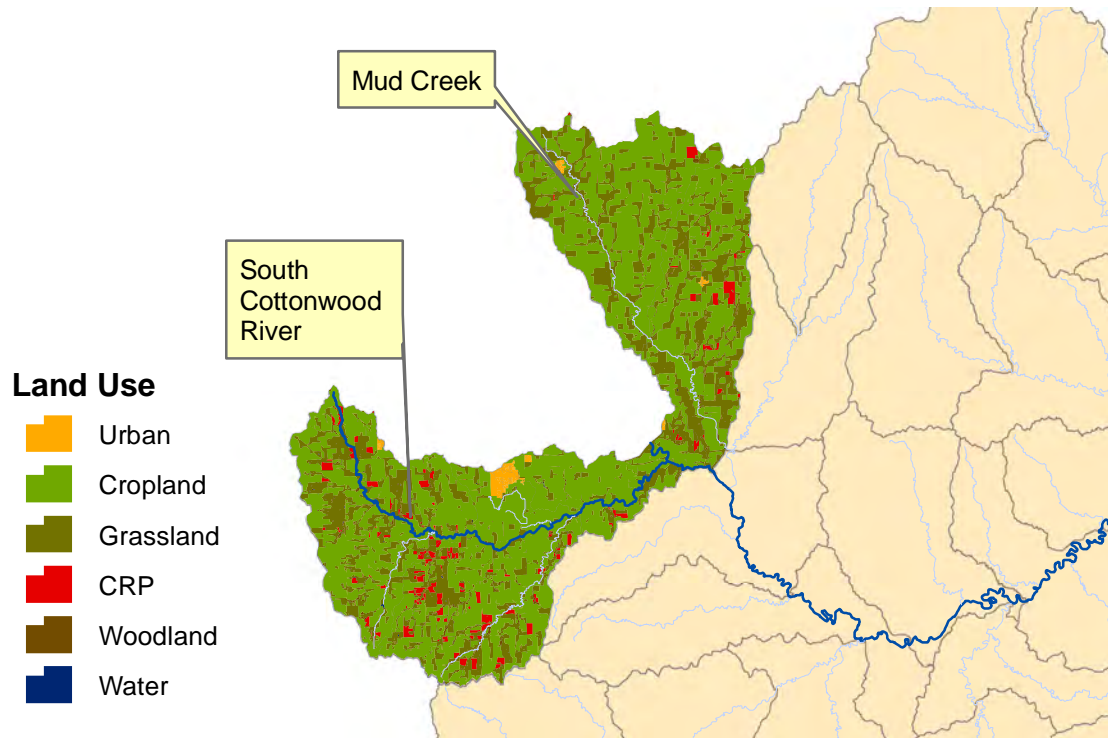 Mud Creek
South
Cottonwood
River
Land Use
Urban
Cropland
Grassland
CRP
Woodland
Water